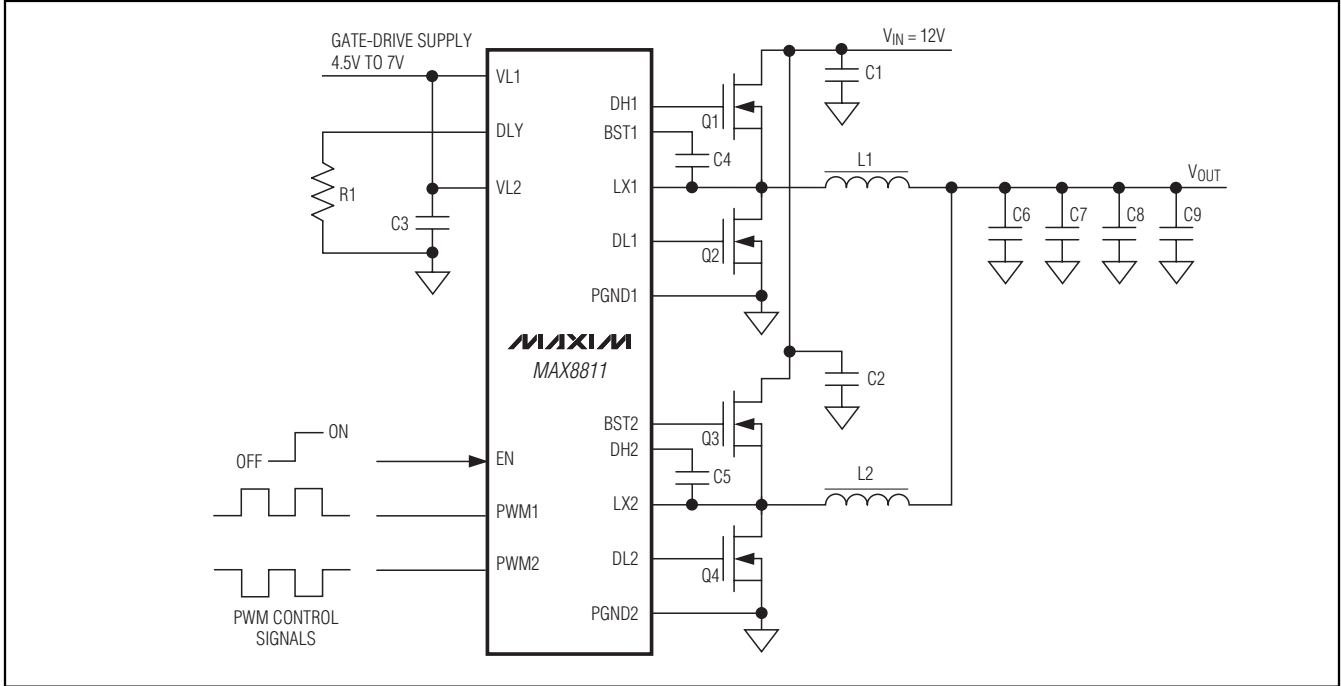 GATE-DRIVE SUPPLY
4.5V TO 7V
VL1
DLY
VL2
R1
C3
DH1
BST1
LX1
DL1
PGND1
Q1
C4
Q2
VIN = 12V
C1
L1
VOUT
C6
C7
C8
C9
MAXIM
MAX8811
C2
BST2
DH2
LX2
DL2
PGND2
Q3
C5
Q4
L2
OFF
ON
EN
PWM1
PWM2
PWM CONTROL
SIGNALS